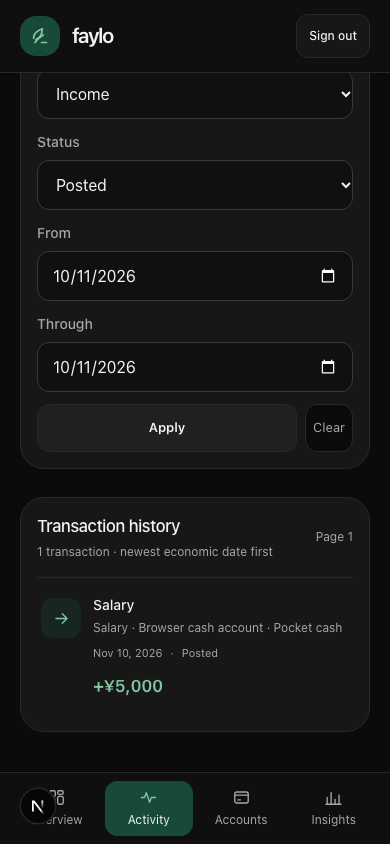 faylo
Sign out
Income
Status
Posted
From
10/11/2026
Through
10/11/2026
Apply
Clear
Transaction history
Page 1
1 transaction · newest economic date first
Salary
Salary · Browser cash account · Pocket cash
Nov 10, 2026 · Posted
+¥5,000
N
erview
Activity
Accounts
Insights